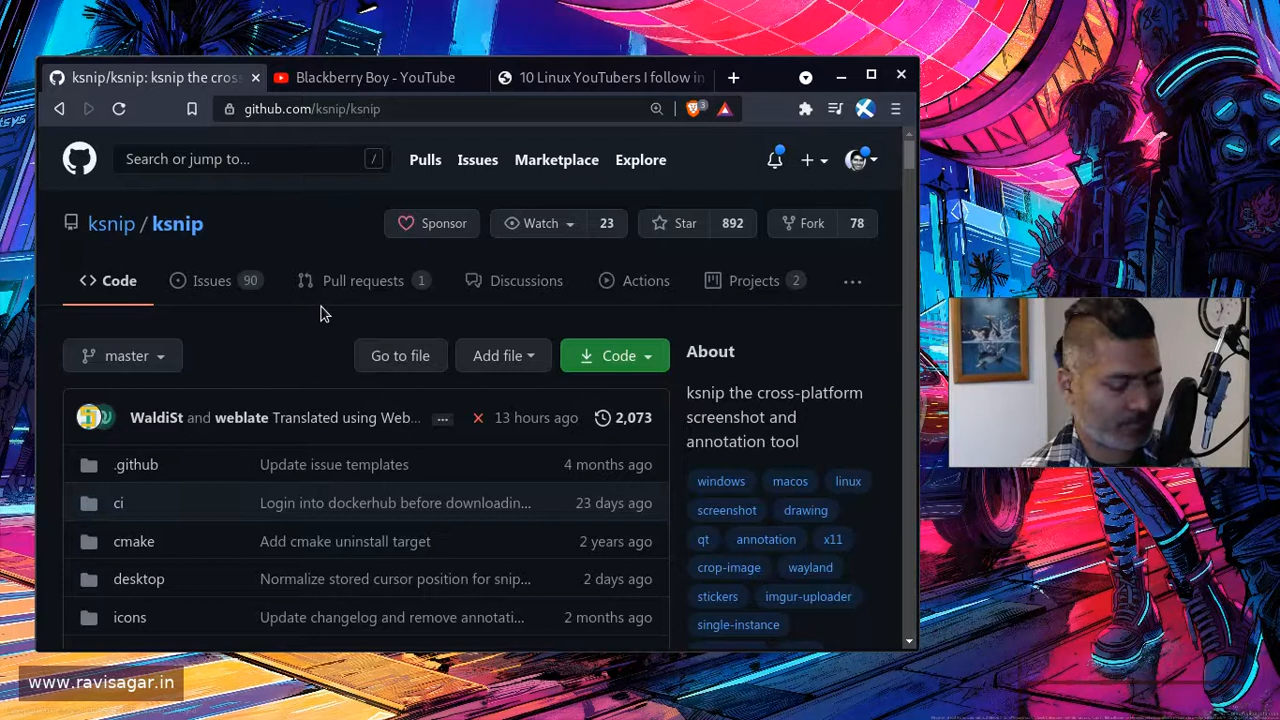 ksnip/ksnip: ksnip the cros
Blackberry Boy - YouTube
10 Linux YouTubers I follow in
github.com/ksnip/ksnip
3
Search or jump to...
/
Pulls
Issues
Marketplace
Explore
ksnip / ksnip
Sponsor
Watch
23
Star
892
Fork
78
Code
Issues 90
Pull requests 1
Discussions
Actions
Projects 2
master
Go to file
Add file
Code
WaldiSt and weblate Translated using Web...
13 hours ago
2,073
.github
Update issue templates
4 months ago
ci
Login into dockerhub before downloadin...
23 days ago
cmake
Add cmake uninstall target
2 years ago
desktop
Normalize stored cursor position for snip...
2 days ago
icons
Update changelog and remove annotati...
2 months ago
About
ksnip the cross-platform
screenshot and
annotation tool
windows
macos
linux
screenshot
drawing
qt
annotation
x11
crop-image
wayland
stickers
imgur-uploader
single-instance
www.ravisagar.in